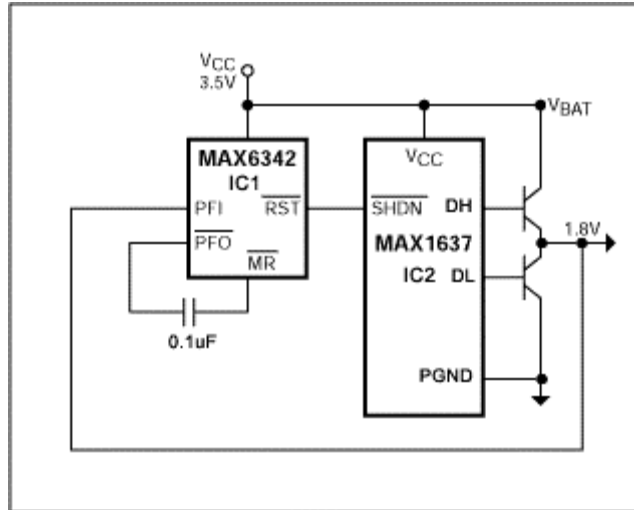 VCC
3.5V
VBAT
MAX6342
IC1
PFI
RST
PFO
MR
0.1uF
VCC
SHDN
DH
MAX1637
IC2
DL
PGND
1.8V